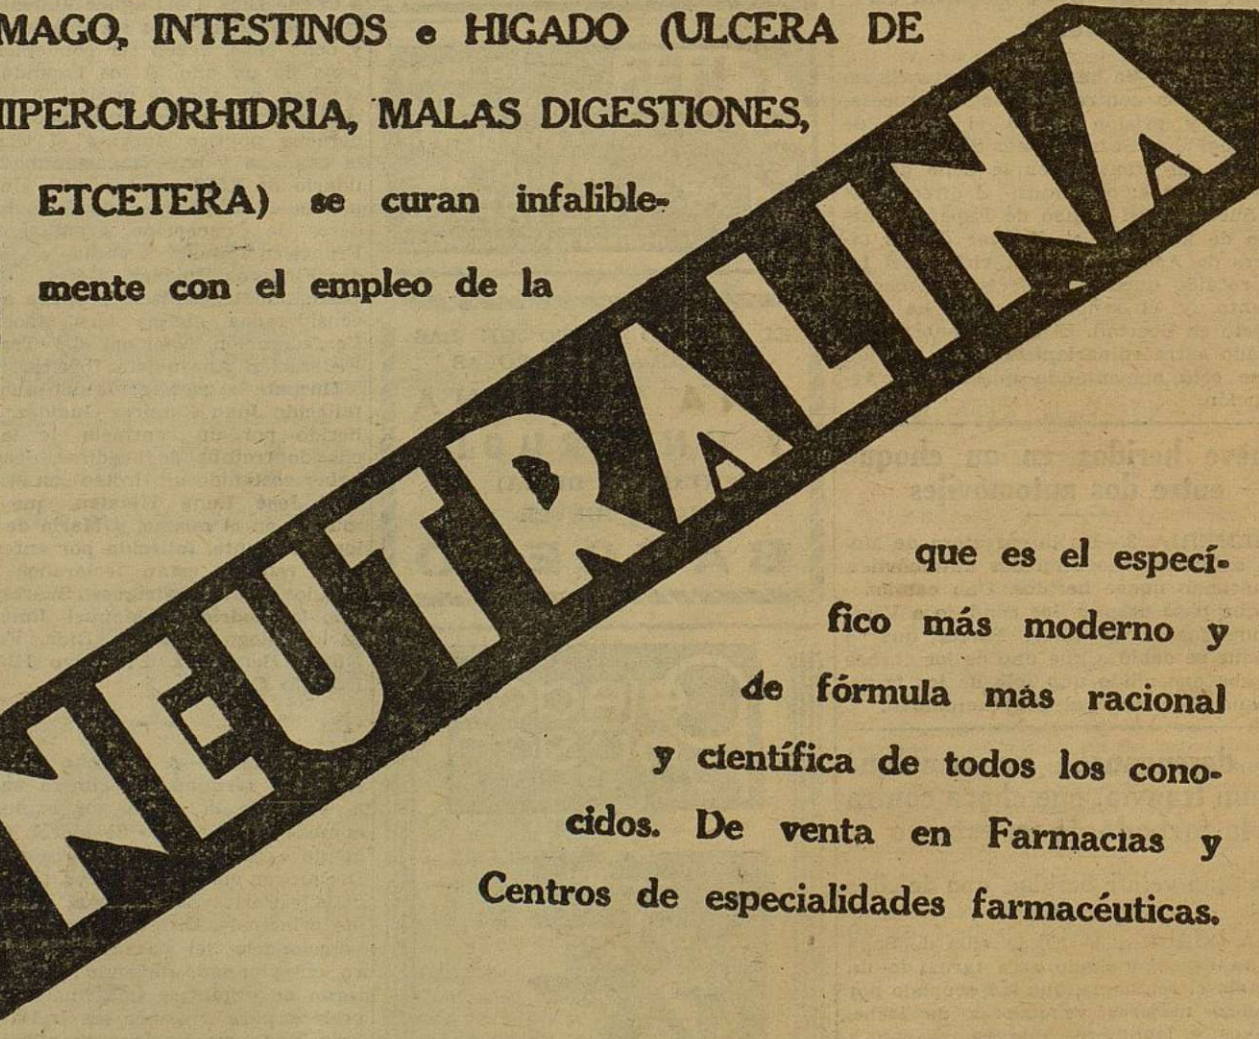 MAGO, INTESTINOS e HIGADO (ULCERA DE
IPERCLORHIDRIA, MALAS DIGESTIONES,
ETCETERA) se curan infalible-
mente con el empleo de la
NEUTRALINA
que es el especí-
fico más moderno y
de fórmula más racional
y científica de todos los cono-
cidos. De venta en Farmacias y
Centros de especialidades farmacéuticas.